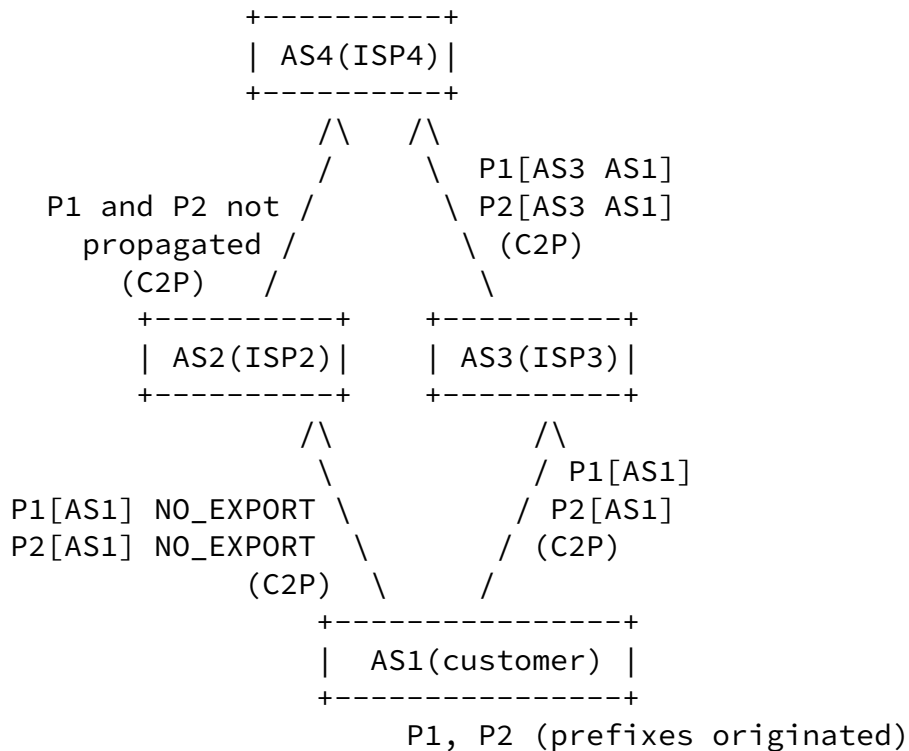 +----------+
| AS4(ISP4)|
+----------+
/\ /\
/ \ P1[AS3 AS1]
P1 and P2 not / \ P2[AS3 AS1]
propagated / \ (C2P)
(C2P) / \
+----------+ +----------+
| AS2(ISP2)| | AS3(ISP3)|
+----------+ +----------+
/\ /\
\ / P1[AS1]
P1[AS1] NO_EXPORT \ / P2[AS1]
P2[AS1] NO_EXPORT \ / (C2P)
(C2P) \ /
+----------------+
| AS1(customer) |
+----------------+
P1, P2 (prefixes originated)